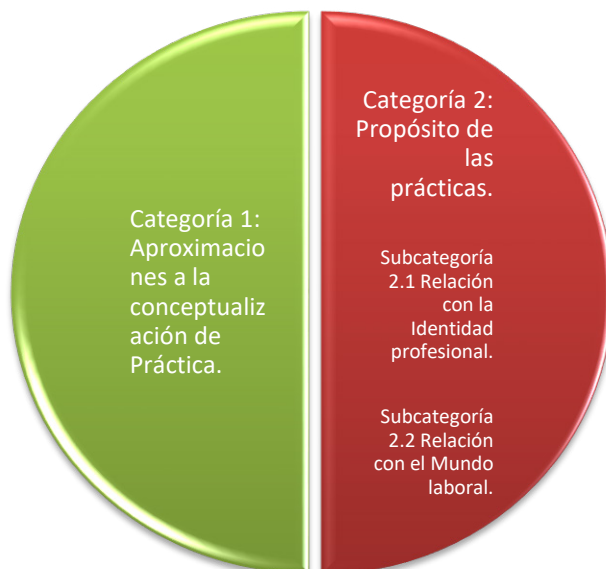 Categoría 1:
Aproximacio
nes a la
conceptualiz
ación de
Práctica.
Categoría 2:
Propósito de
las
prácticas.
Subcategoría
2.1 Relación
con la
Identidad
profesional.
Subcategoría
2.2 Relación
con el Mundo
laboral.